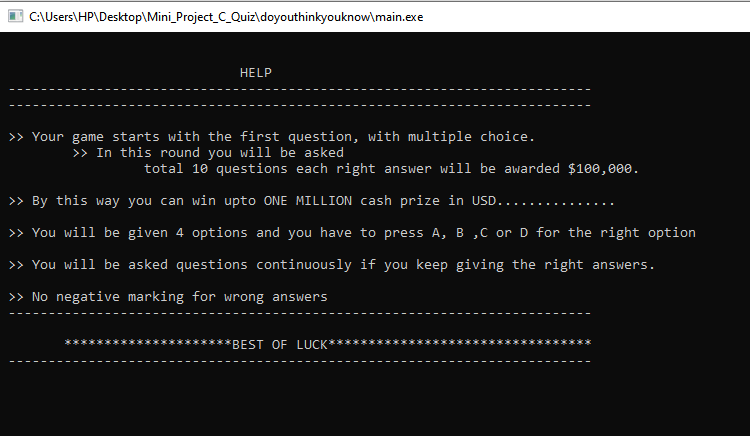 C:\Users\HP\Desktop\Mini_Project_C_Quiz\doyouthinkyouknow\main.exe
HELP
-------------------------------------------------------------------------
-------------------------------------------------------------------------
>> Your game starts with the first question, with multiple choice.
>> In this round you will be asked
total 10 questions each right answer will be awarded $100,000.
>> By this way you can win upto ONE MILLION cash prize in USD...............
>> You will be given 4 options and you have to press A, B ,C or D for the right option
>> You will be asked questions continuously if you keep giving the right answers.
>> No negative marking for wrong answers
-------------------------------------------------------------------------
*********************BEST OF LUCK*********************************
-------------------------------------------------------------------------